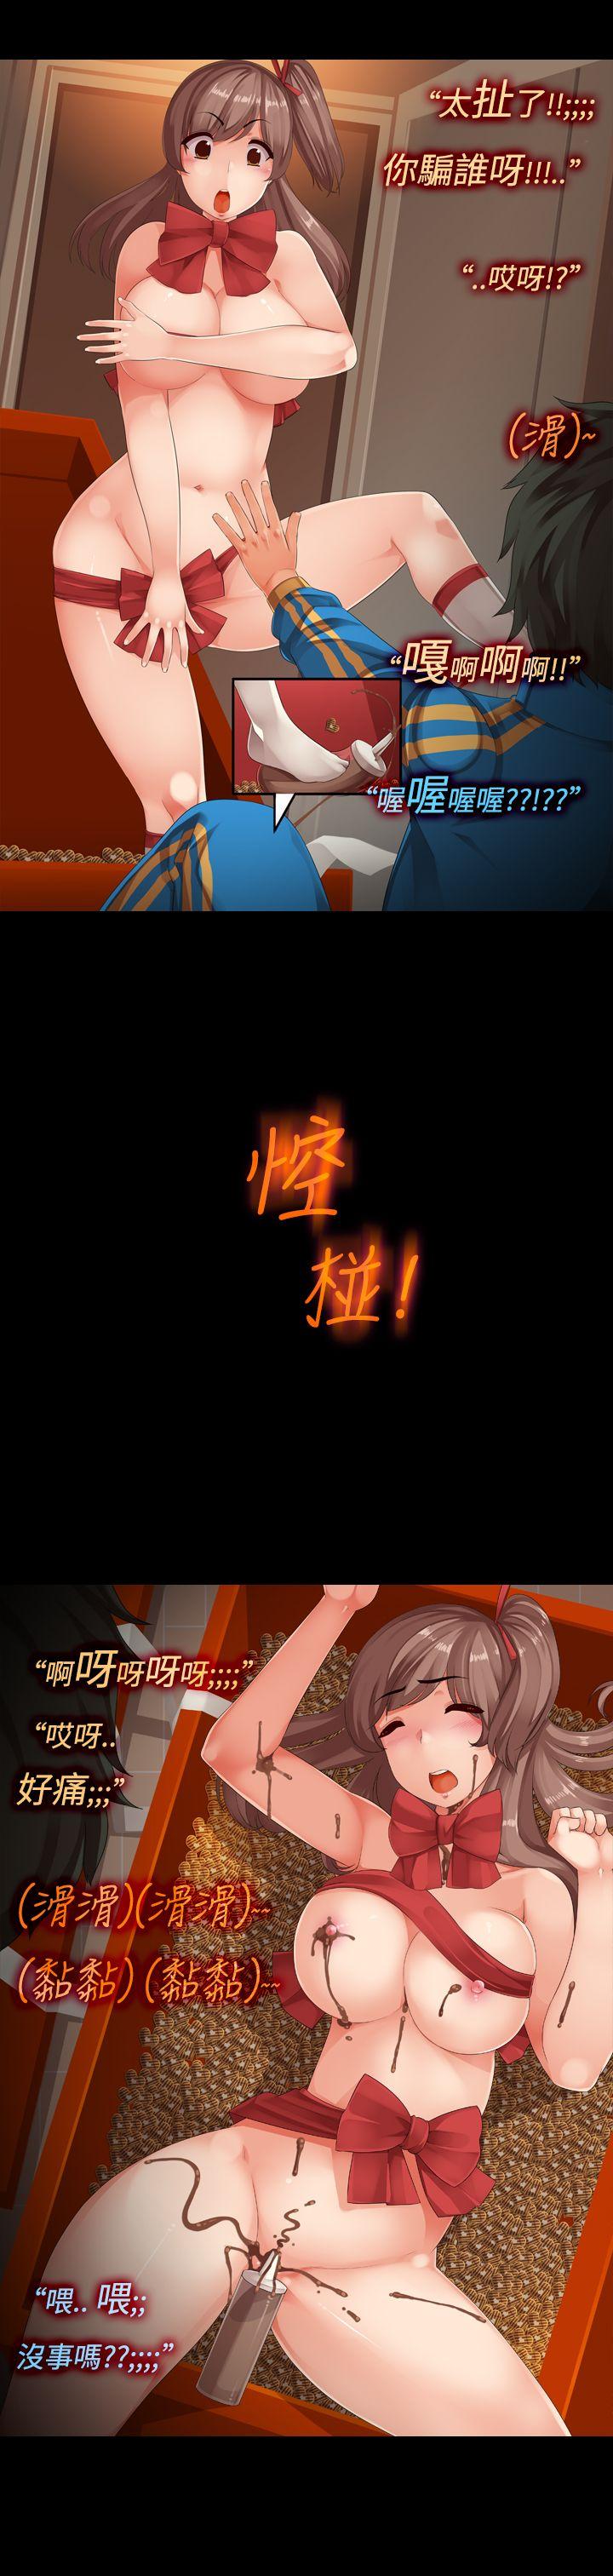 “太扯了!!;;;;
你騙誰呀!!!..”
“..哎呀!?”
(滑)~
“嘎啊啊啊!!”
“喔喔喔喔??!??”
悾
椪!
“啊呀呀呀呀;;;;”
“哎呀..
好痛;;;”
(滑滑)(滑滑)~~
(黏黏) (黏黏)~~
“喂.. 喂;;
沒事嗎??;;;;”